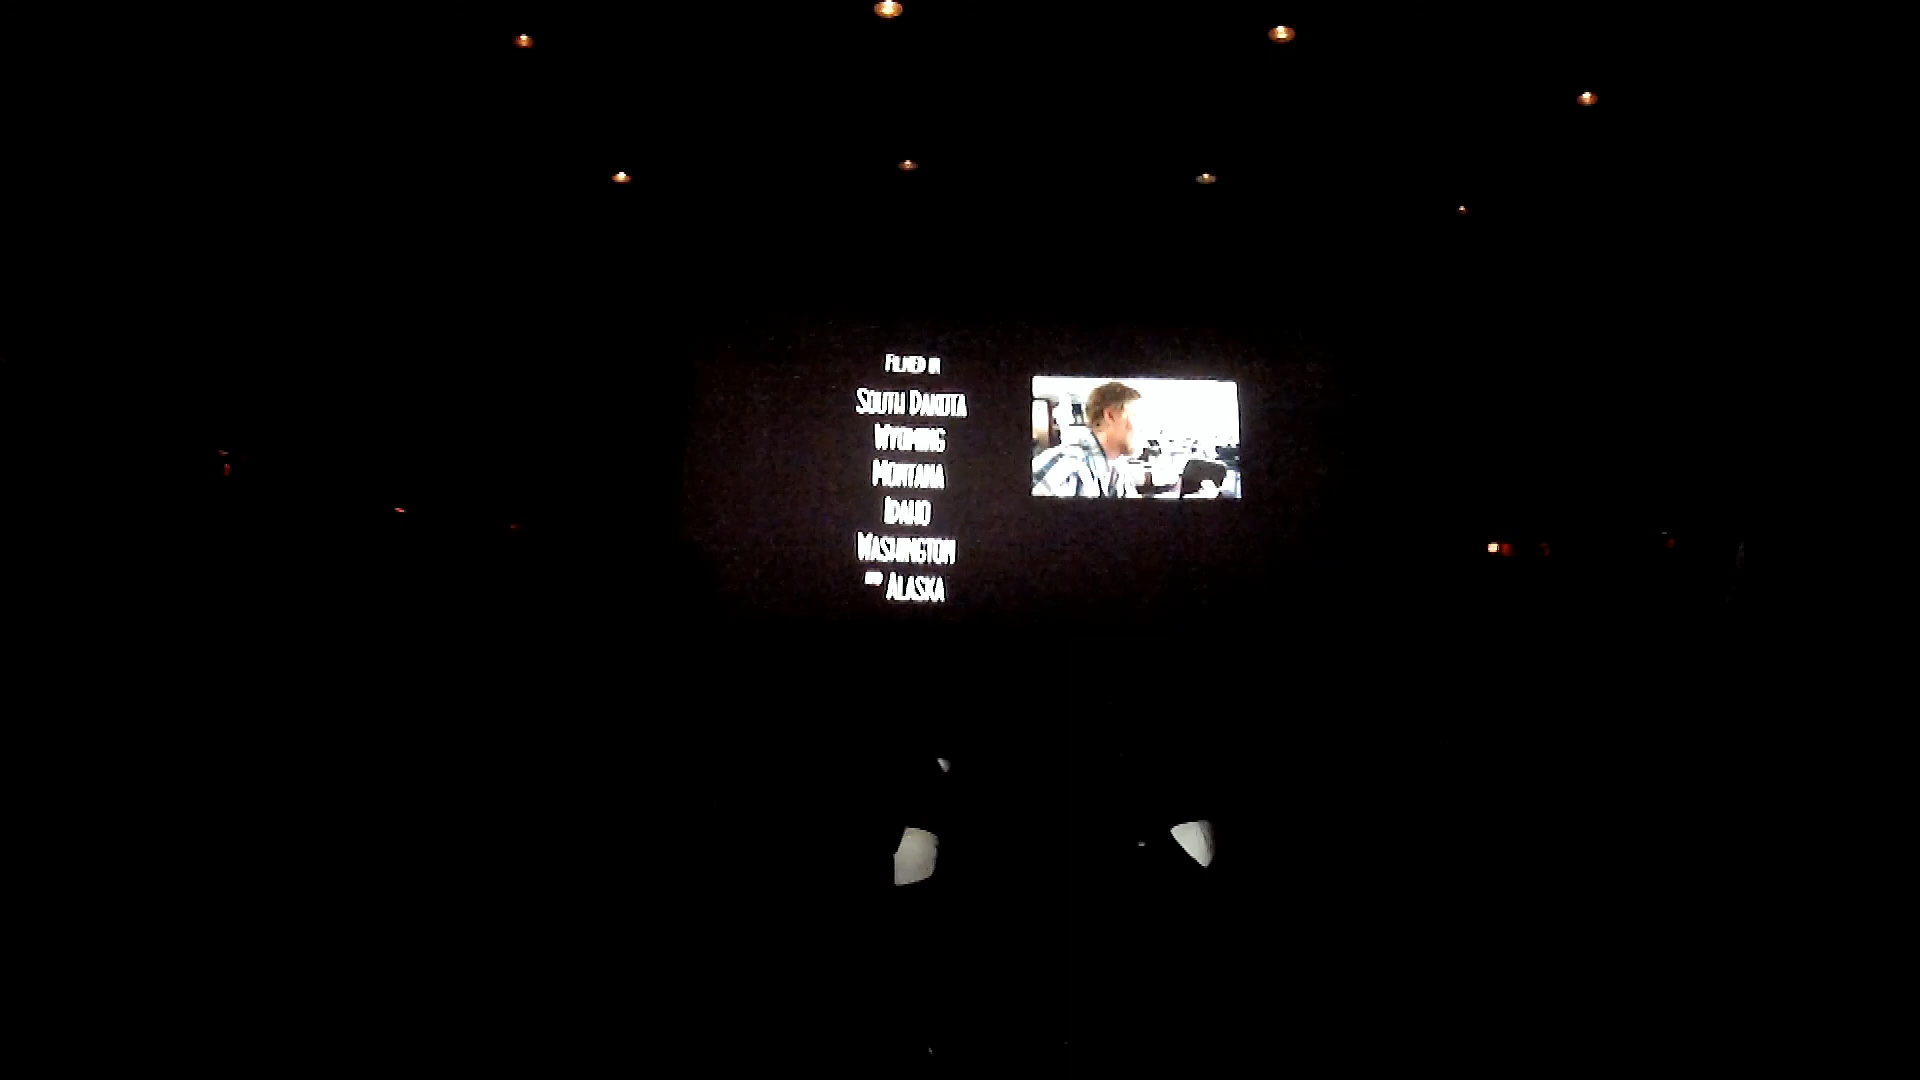 FILMED IN
SOUTH DAKOTA
WYOMING
MONTANA
IDAHO
WASHINGTON
AND ALASKA